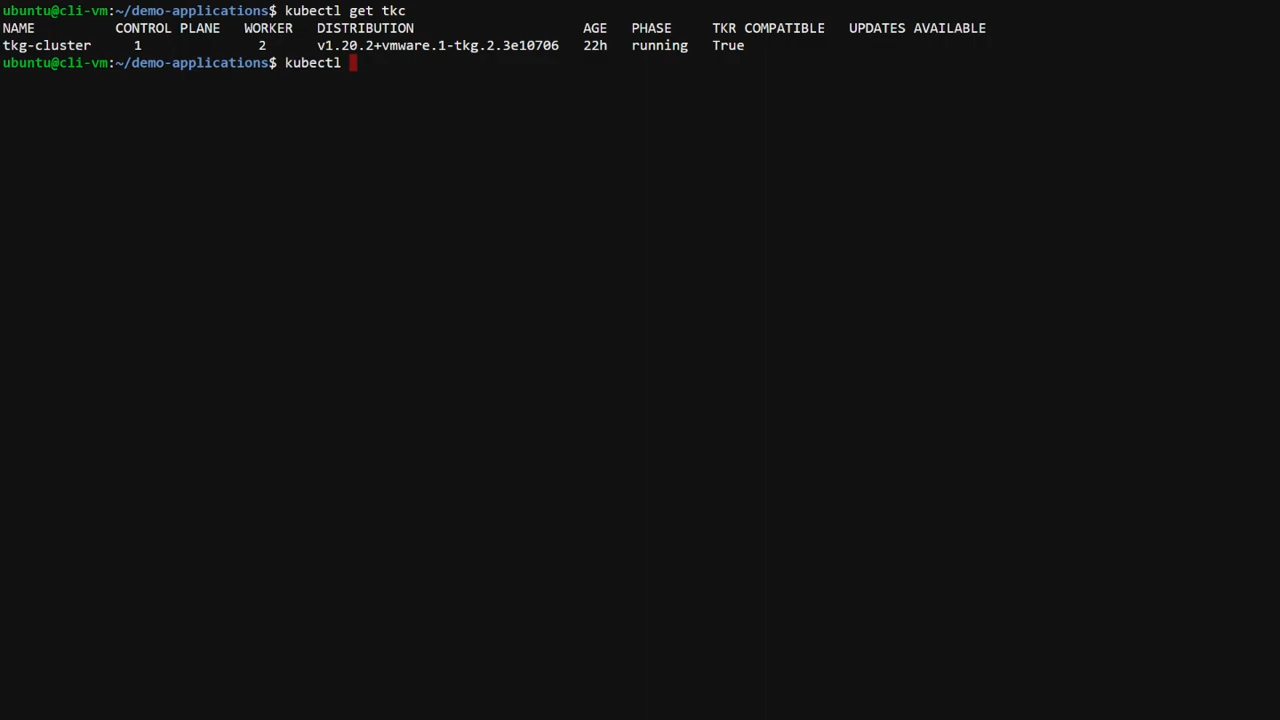 ubuntu@cli-vm:~/demo-applications$ kubectl get tkc
NAME          CONTROL PLANE   WORKER   DISTRIBUTION                     AGE   PHASE     TKR COMPATIBLE   UPDATES AVAILABLE
tkg-cluster   1               2        v1.20.2+vmware.1-tkg.2.3e10706   22h   running   True
ubuntu@cli-vm:~/demo-applications$ kubectl